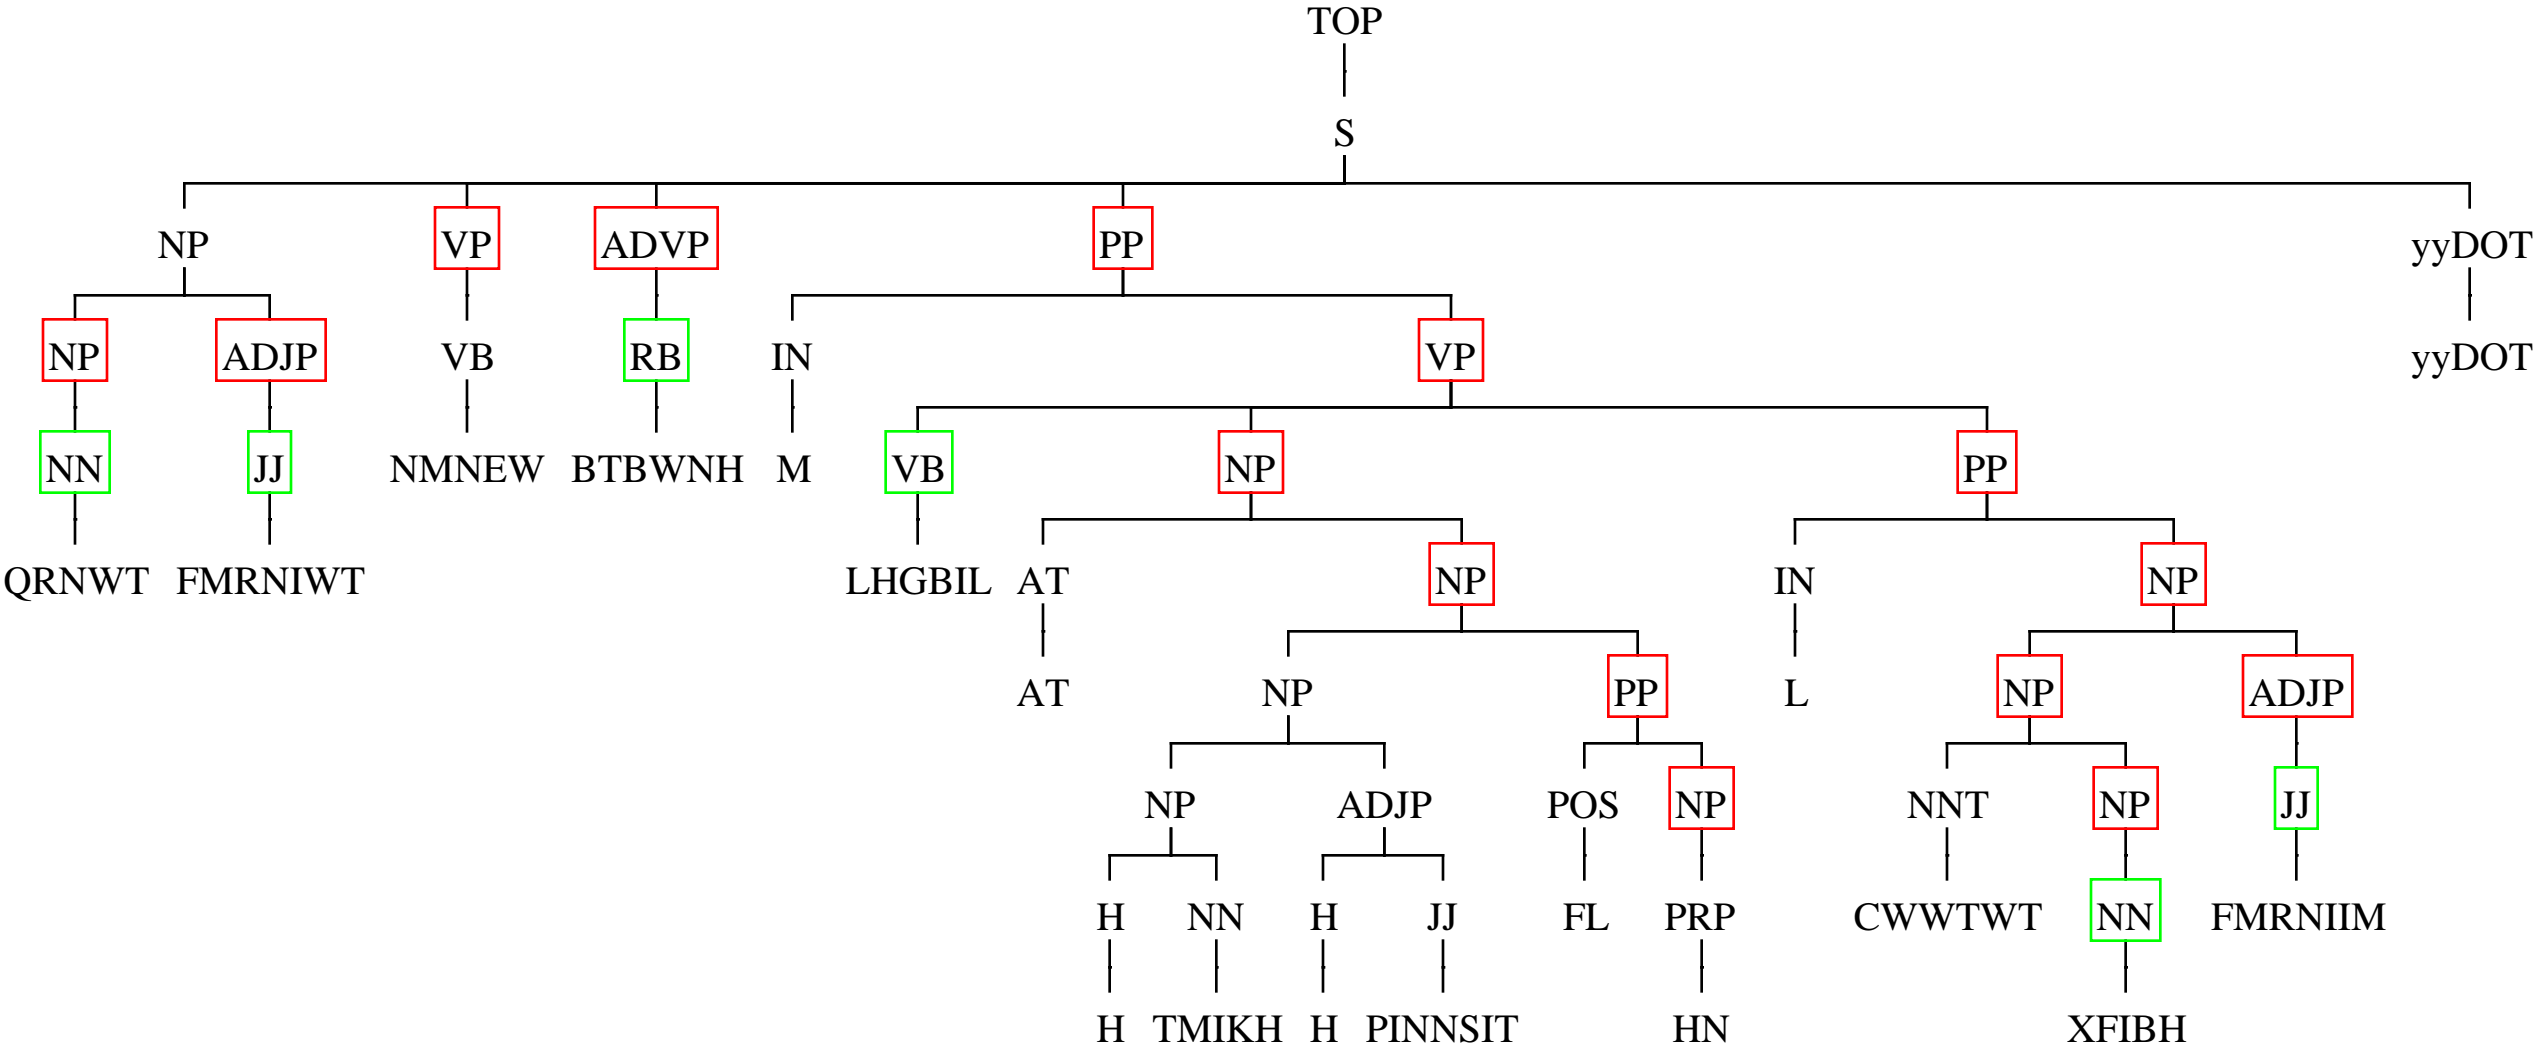 TOP
S
NP VP ADVP PP yyDOT
NP ADJP VB RB IN VP yyDOT
NN JJ NMNEW BTBWNH M VB NP PP
QRNWT FMRNIWT LHGBIL AT NP IN NP
AT NP PP L NP ADJP
NP ADJP POS NP NNT NP JJ
H NN H JJ FL PRP CWWTWT NN FMRNIIM
H TMIKH H PINNSIT HN XFIBH